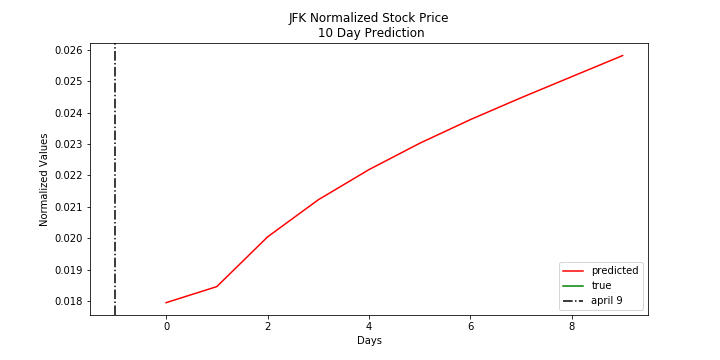 JFK Normalized Stock Price
10 Day Prediction
0.026
0.025
0.024
0.023
0.022
0.021
0.020
0.019
0.018
Normalized Values
0
2
4
6
8
Days
predicted
true
april 9